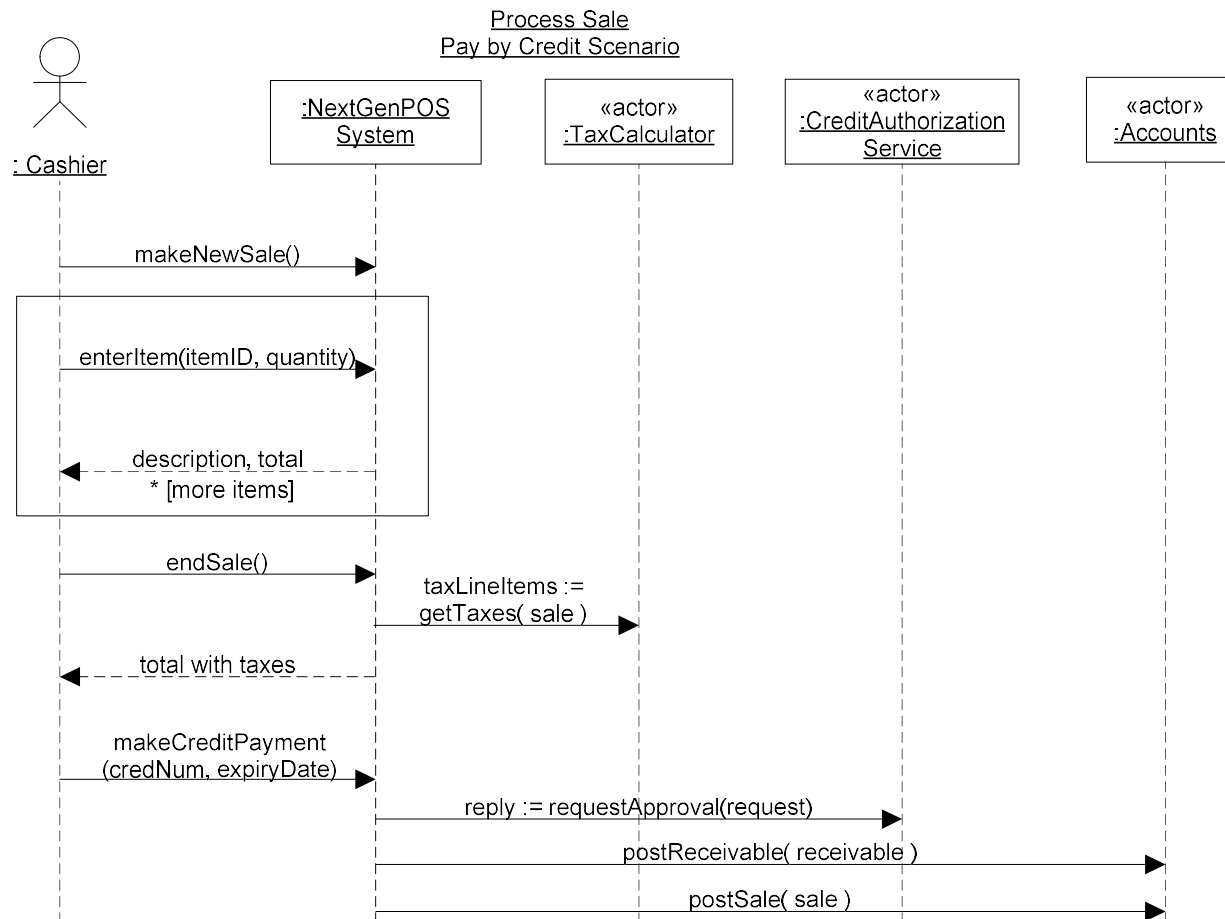 Process Sale
Pay by Credit Scenario
: Cashier
:NextGenPOS
System
«actor»
:TaxCalculator
«actor»
:CreditAuthorization
Service
«actor»
:Accounts
makeNewSale()
enterItem(itemID, quantity)
description, total
* [more items]
endSale()
taxLineItems :=
getTaxes( sale )
total with taxes
makeCreditPayment
(credNum, expiryDate)
reply := requestApproval(request)
postReceivable( receivable )
postSale( sale )